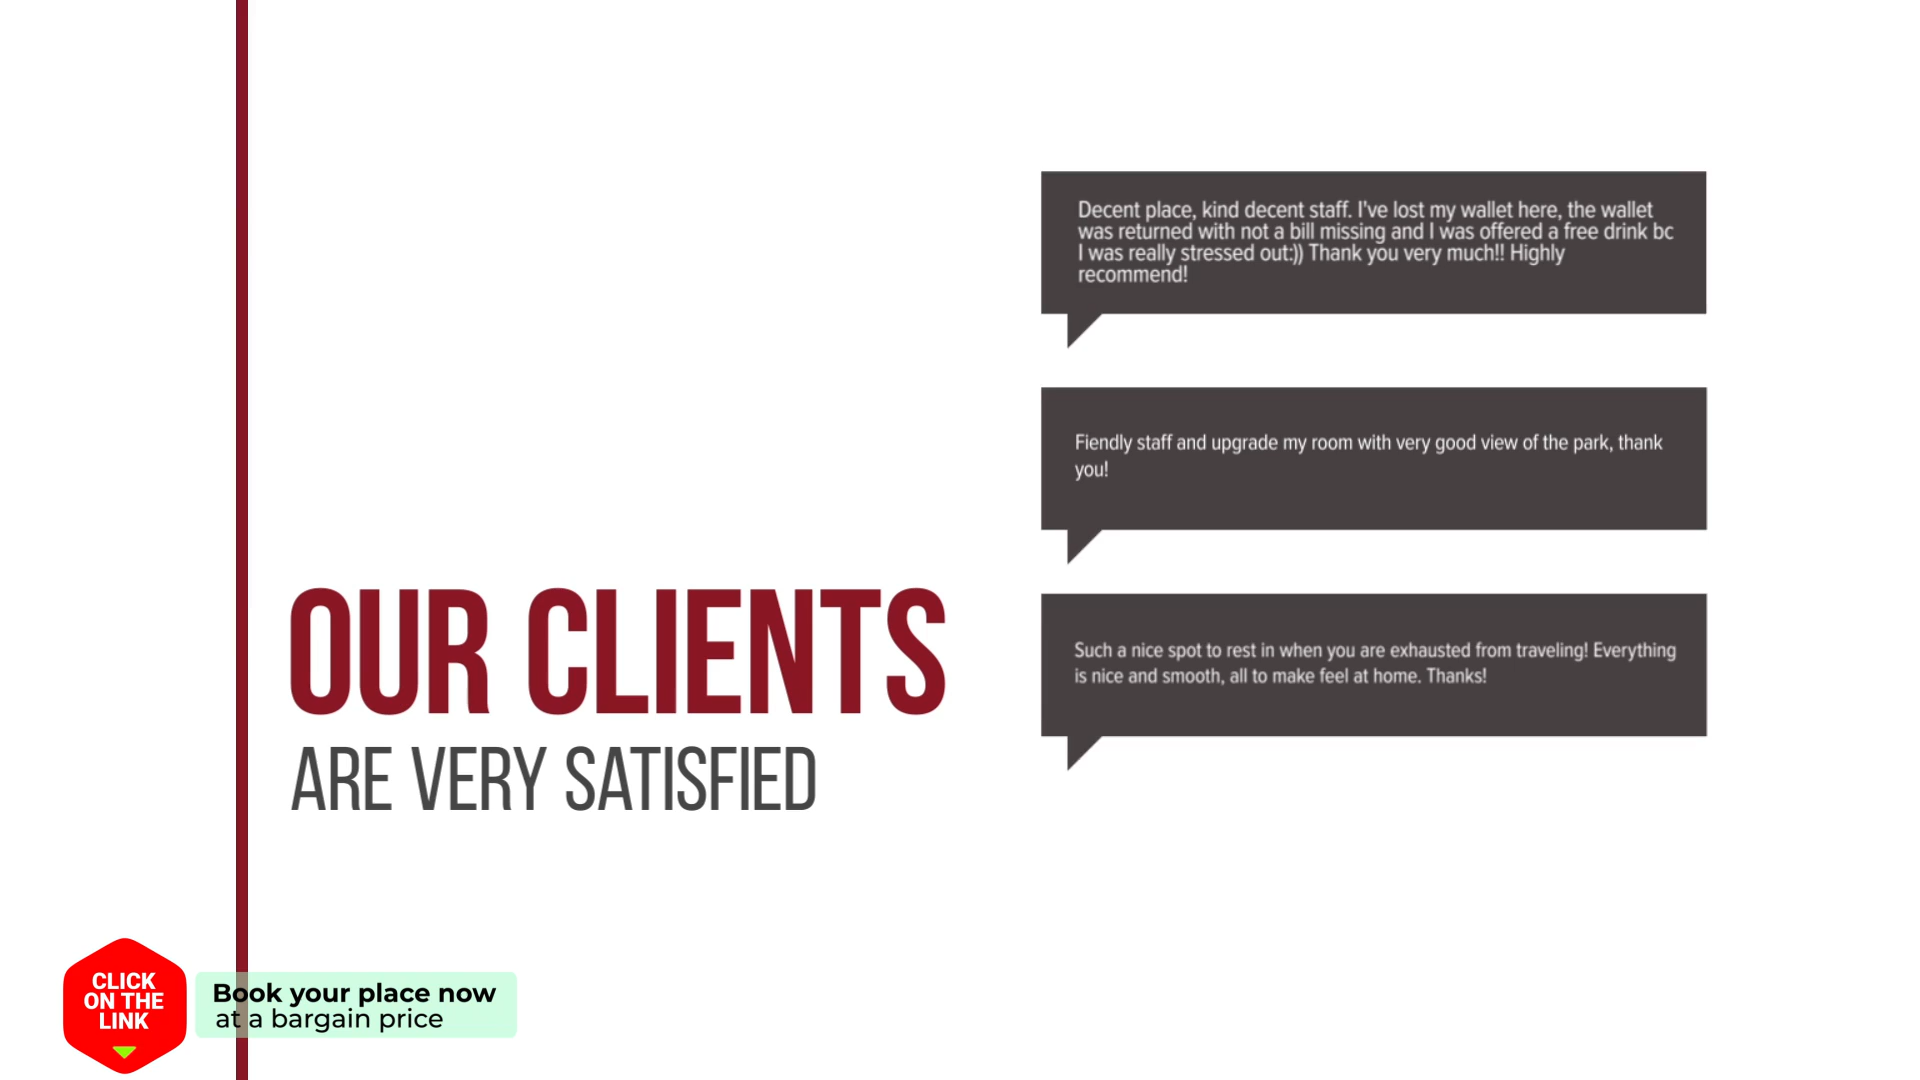 Decent place, kind decent staff. I've lost my wallet here, the wallet
was returned with not a bill missing and I was offered a free drink bc
I was really stressed out:)) Thank you very much!! Highly
recommend!
Fiendly staff and upgrade my room with very good view of the park, thank
you!
Such a nice spot to rest in when you are exhausted from traveling! Everything
is nice and smooth, all to make feel at home. Thanks!
OUR CLIENTS
ARE VERY SATISFIED
CLICK
ON THE
LINK
Book your place now
at a bargain price